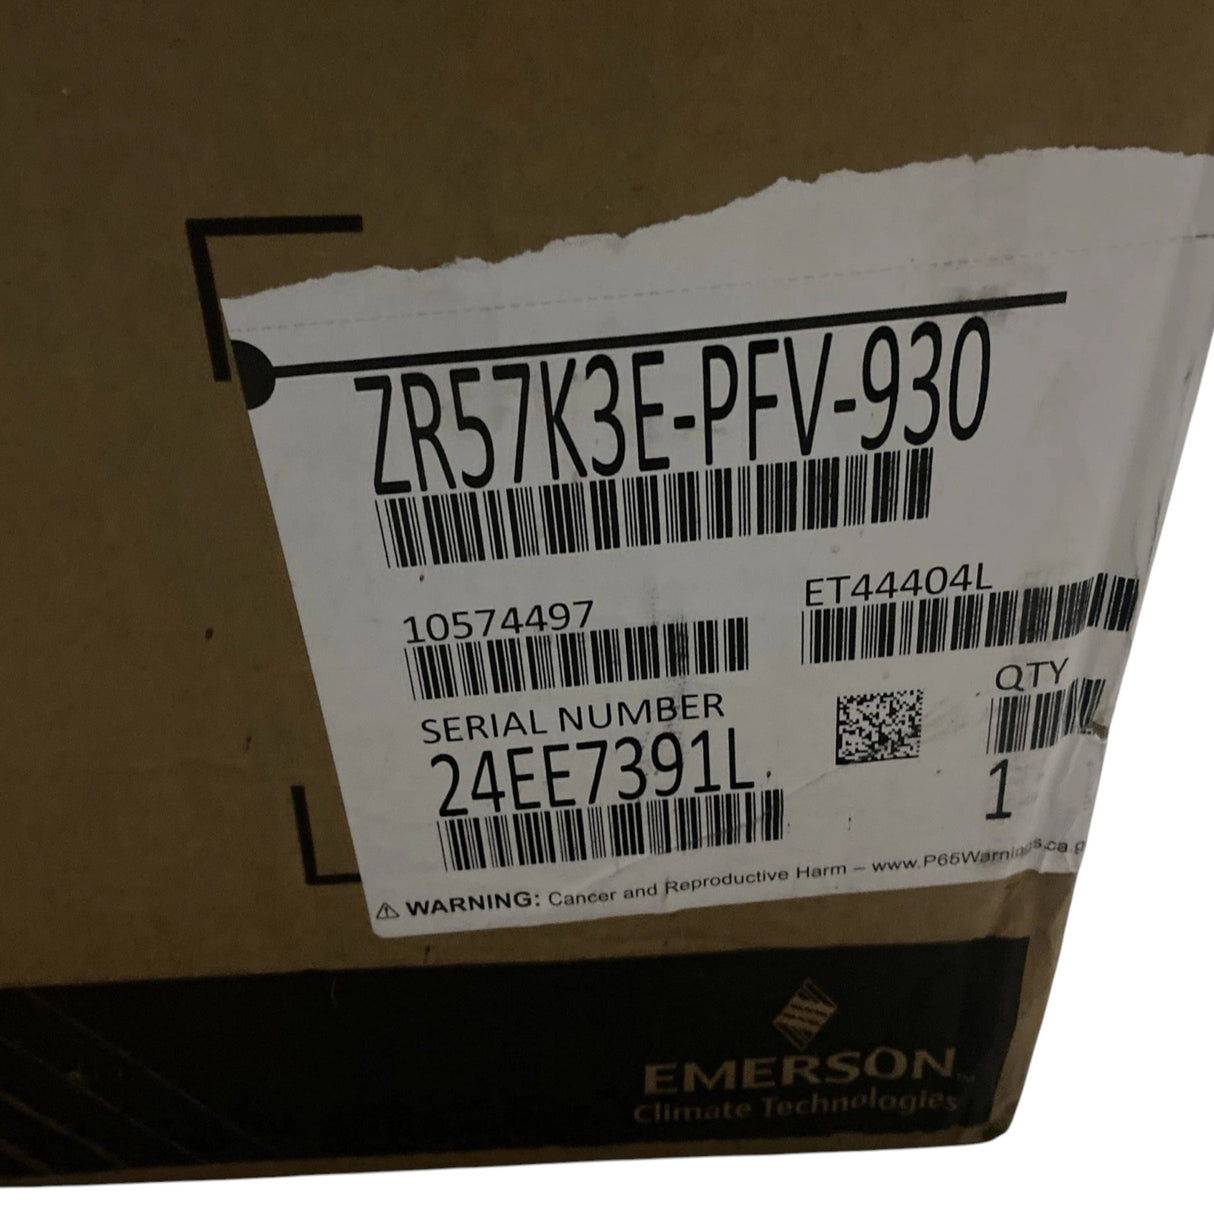 ZR57K3E-PFV-930
10574497
ET44404L
SERIAL NUMBER
24EE7391L
QTY
1
⚠ WARNING: Cancer and Reproductive Harm – www.P65Warnings.ca.g
EMERSON
Climate Technologies